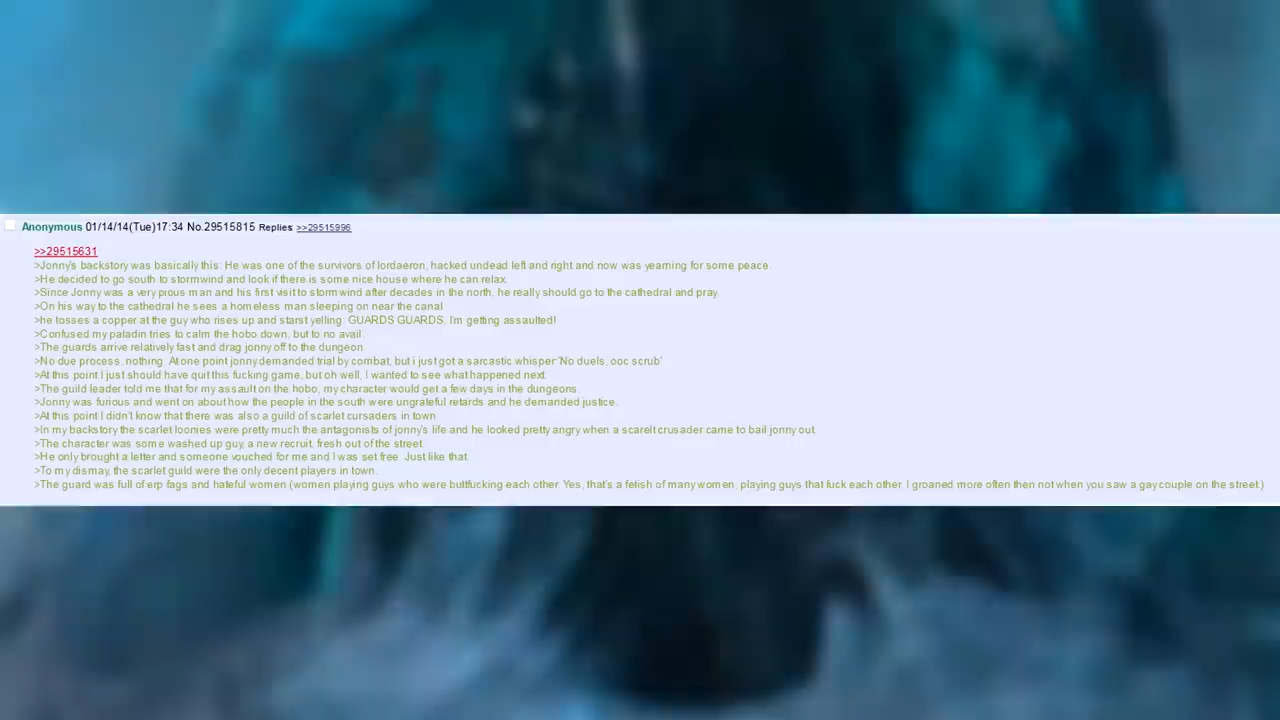 Anonymous 01/14/14(Tue)17:34 No.29515815 Replies: >>29515996
>>29515631
>Jonny's backstory was basically this: He was one of the survivors of lordaeron, hacked undead left and right and now was yearning for some peace.
>He decided to go south to stormwind and look if there is some nice house where he can relax.
>Since Jonny was a very pious man and his first visit to stormwind after decades in the north, he really should go to the cathedral and pray.
>On his way to the cathedral he sees a homeless man sleeping on near the canal
>he tosses a copper at the guy who rises up and starst yelling: GUARDS GUARDS, I'm getting assaulted!
>Confused my paladin tries to calm the hobo down, but to no avail.
>The guards arrive relatively fast and drag jonny off to the dungeon.
>No due process, nothing. At one point jonny demanded trial by combat, but i just got a sarcastic whisper 'No duels, ooc scrub'
>At this point I just should have quit this fucking game, but oh well, I wanted to see what happened next.
>The guild leader told me that for my assault on the hobo, my character would get a few days in the dungeons.
>Jonny was furious and went on about how the people in the south were ungrateful retards and he demanded justice.
>At this point I didn't know that there was also a guild of scarlet cursaders in town
>In my backstory the scarlet loonies were pretty much the antagonists of jonny's life and he looked pretty angry when a scarelt crusader came to bail jonny out.
>The character was some washed up guy, a new recruit, fresh out of the street.
>He only brought a letter and someone vouched for me and I was set free. Just like that.
>To my dismay, the scarlet guild were the only decent players in town.
>The guard was full of erp fags and hateful women (women playing guys who were buttfucking each other. Yes, that's a fetish of many women, playing guys that fuck each other. I groaned more often then not when you saw a gay couple on the street.)